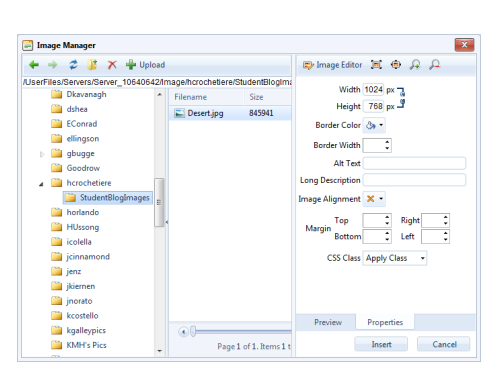 Image Manager
Upload
Image Editor
/UserFiles/Servers/Server_10640642/Image/hcrochetiere/StudentBlogIma
Dkavanagh
dshea
EConrad
ellingson
gbugge
Goodrow
hcrochetiere
StudentBlogImages
horlando
HUssong
icolella
jcinnamond
jenz
jkiernen
jnorato
kcostello
kgalleypics
KMH's Pics
Filename Size
Desert.jpg 845941
Page 1 of 1. Items 1 t
Width 1024 px
Height 768 px
Border Color
Border Width
Alt Text
Long Description
Image Alignment
Margin
Top Right
Bottom Left
CSS Class Apply Class
Preview Properties
Insert Cancel